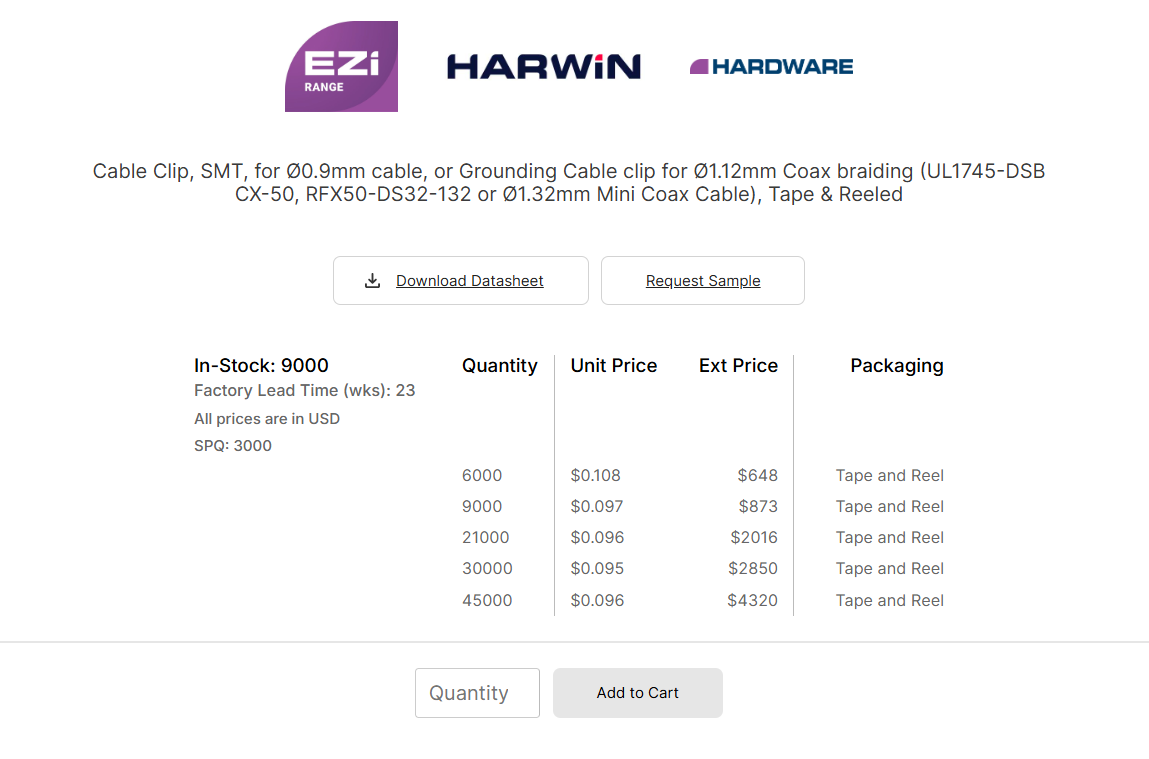 EZi
RANGE
HARWiN
HARDWARE
Cable Clip, SMT, for Ø0.9mm cable, or Grounding Cable clip for Ø1.12mm Coax braiding (UL1745-DSB
CX-50, RFX50-DS32-132 or Ø1.32mm Mini Coax Cable), Tape & Reeled
Download Datasheet
Request Sample
In-Stock: 9000
Factory Lead Time (wks): 23
All prices are in USD
SPQ: 3000
Quantity Unit Price Ext Price Packaging
6000 $0.108 $648 Tape and Reel
9000 $0.097 $873 Tape and Reel
21000 $0.096 $2016 Tape and Reel
30000 $0.095 $2850 Tape and Reel
45000 $0.096 $4320 Tape and Reel
Quantity
Add to Cart